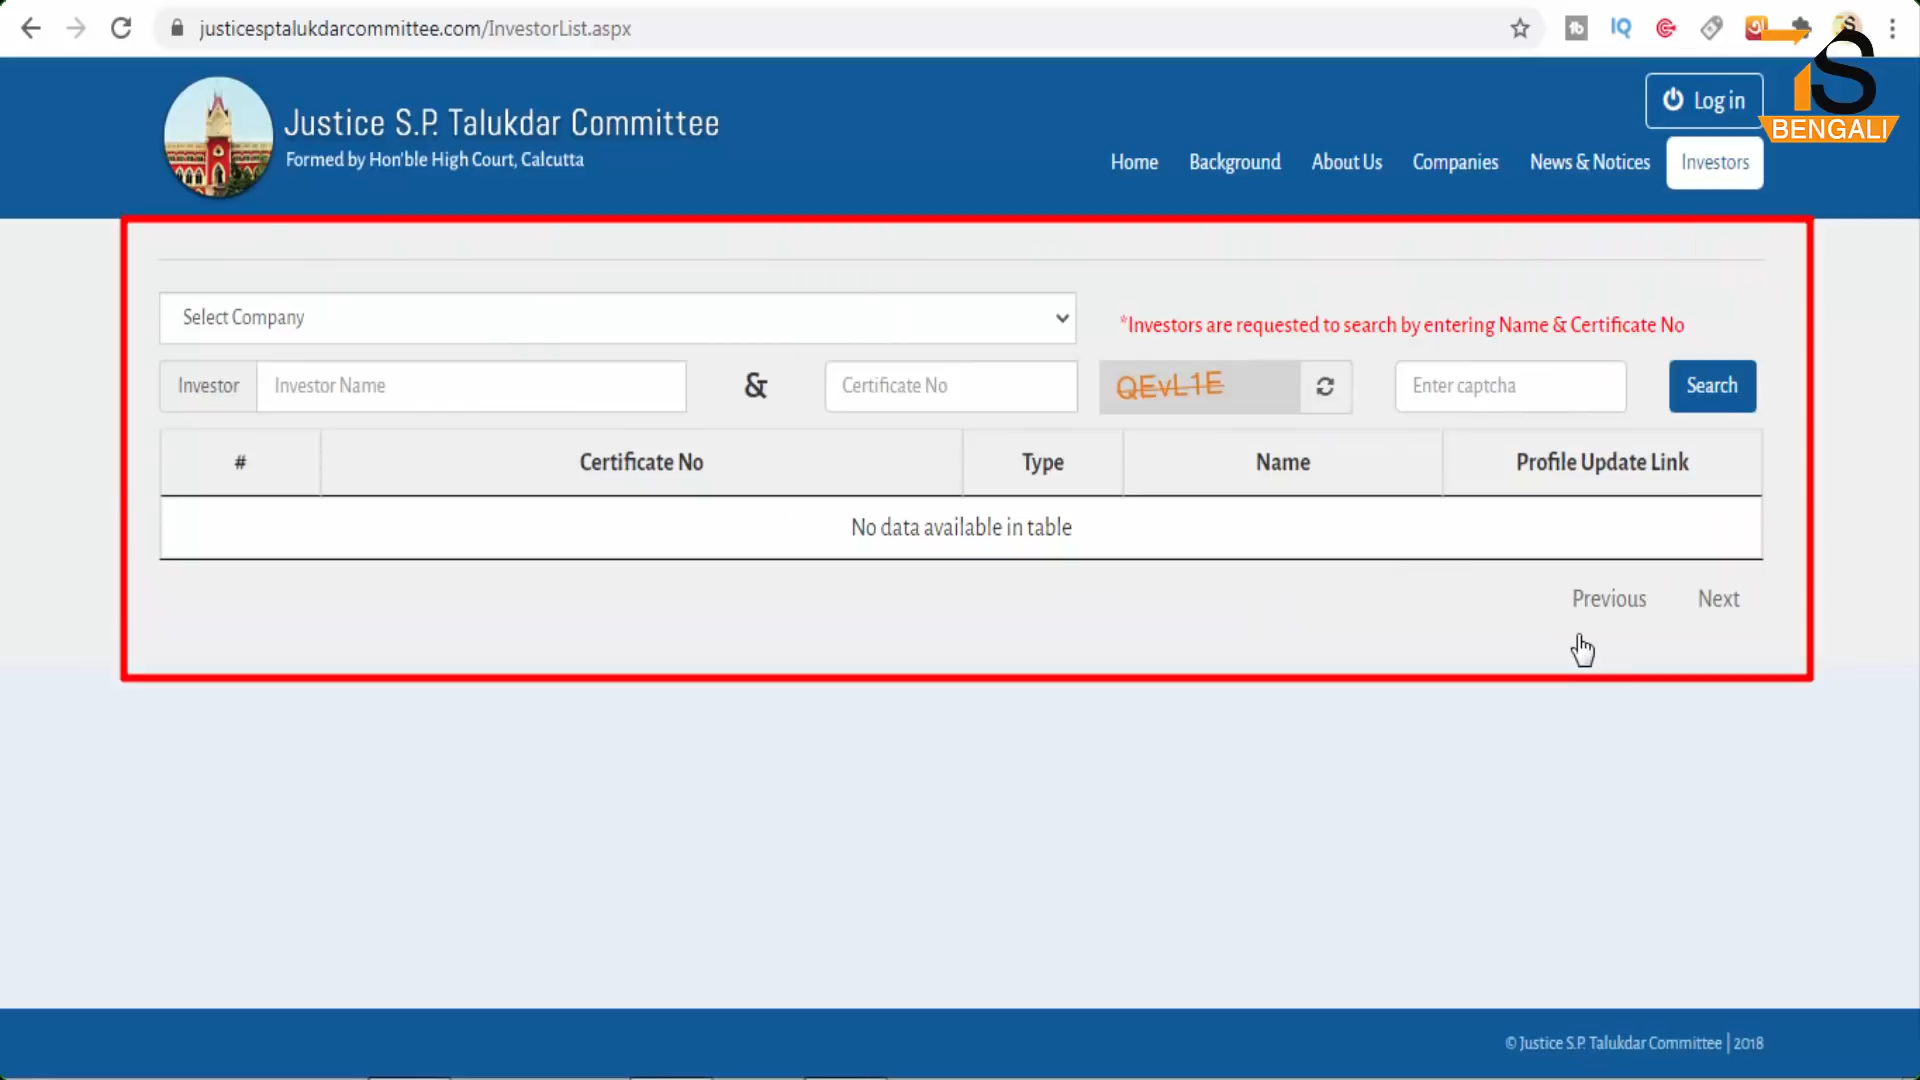 justicesptalukdarcommittee.com/InvestorList.aspx
Justice S.P. Talukdar Committee
Formed by Hon'ble High Court, Calcutta
Log in
IS
BENGALI
Home Background About Us Companies News & Notices Investors
Select Company
*Investors are requested to search by entering Name & Certificate No
Investor Investor Name & Certificate No QEvL1E Enter captcha Search
# Certificate No Type Name Profile Update Link
No data available in table
Previous Next
© Justice S.P. Talukdar Committee | 2018